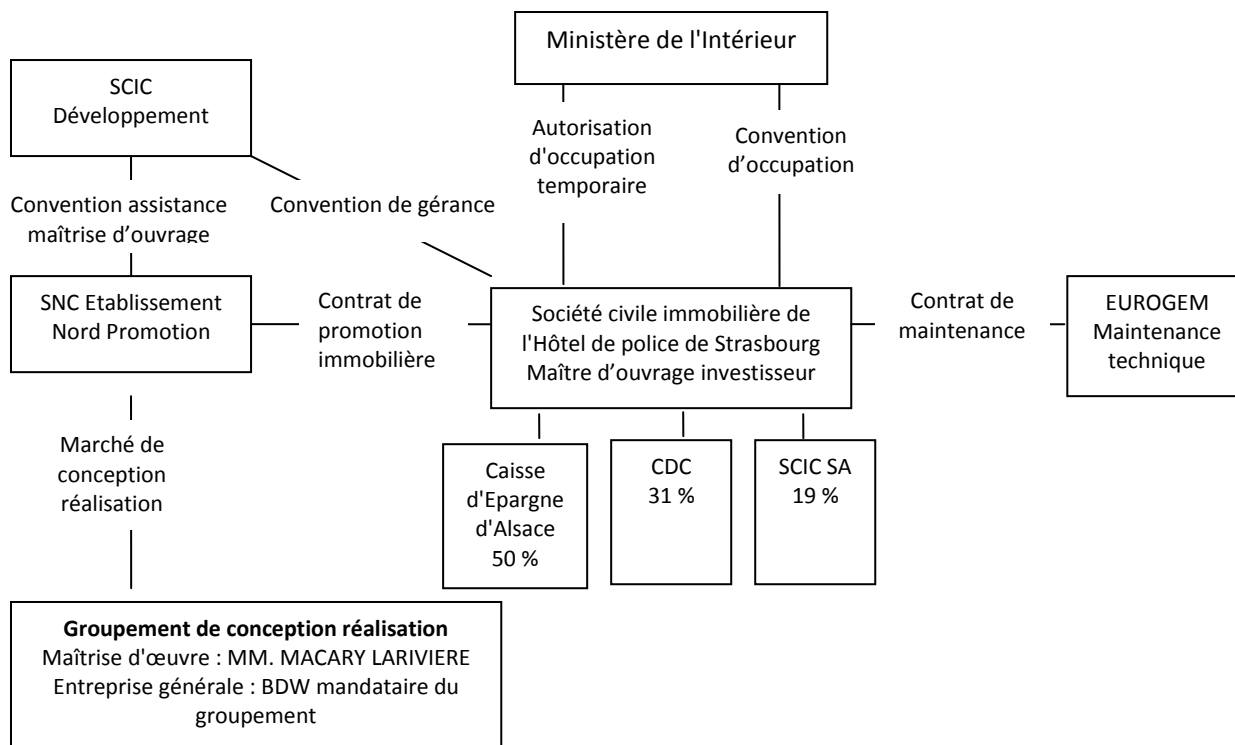 Ministère de l'Intérieur
SCIC
Développement
Autorisation
d'occupation
temporaire
Convention
d’occupation
Convention assistance
maîtrise d’ouvrage
Convention de gérance
SNC Etablissement
Nord Promotion
Contrat de
promotion
immobilière
Société civile immobilière de
l'Hôtel de police de Strasbourg
Maître d’ouvrage investisseur
Contrat de
maintenance
EUROGEM
Maintenance
technique
Marché de
conception
réalisation
Caisse
d'Epargne
d'Alsace
50 %
CDC
31 %
SCIC SA
19 %
Groupement de conception réalisation
Maîtrise d'œuvre : MM. MACARY LARIVIERE
Entreprise générale : BDW mandataire du
groupement